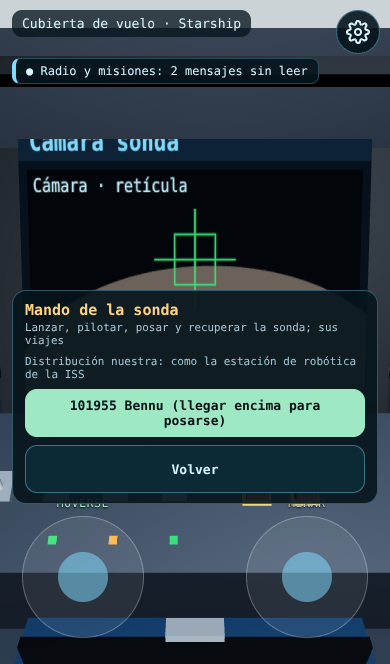 Cubierta de vuelo · Starship
● Radio y misiones: 2 mensajes sin leer
Cámara sonda
Cámara · retícula
Mando de la sonda
Lanzar, pilotar, posar y recuperar la sonda; sus
viajes
Distribución nuestra: como la estación de robótica
de la ISS
101955 Bennu (llegar encima para
posarse)
Volver
MOVERSE